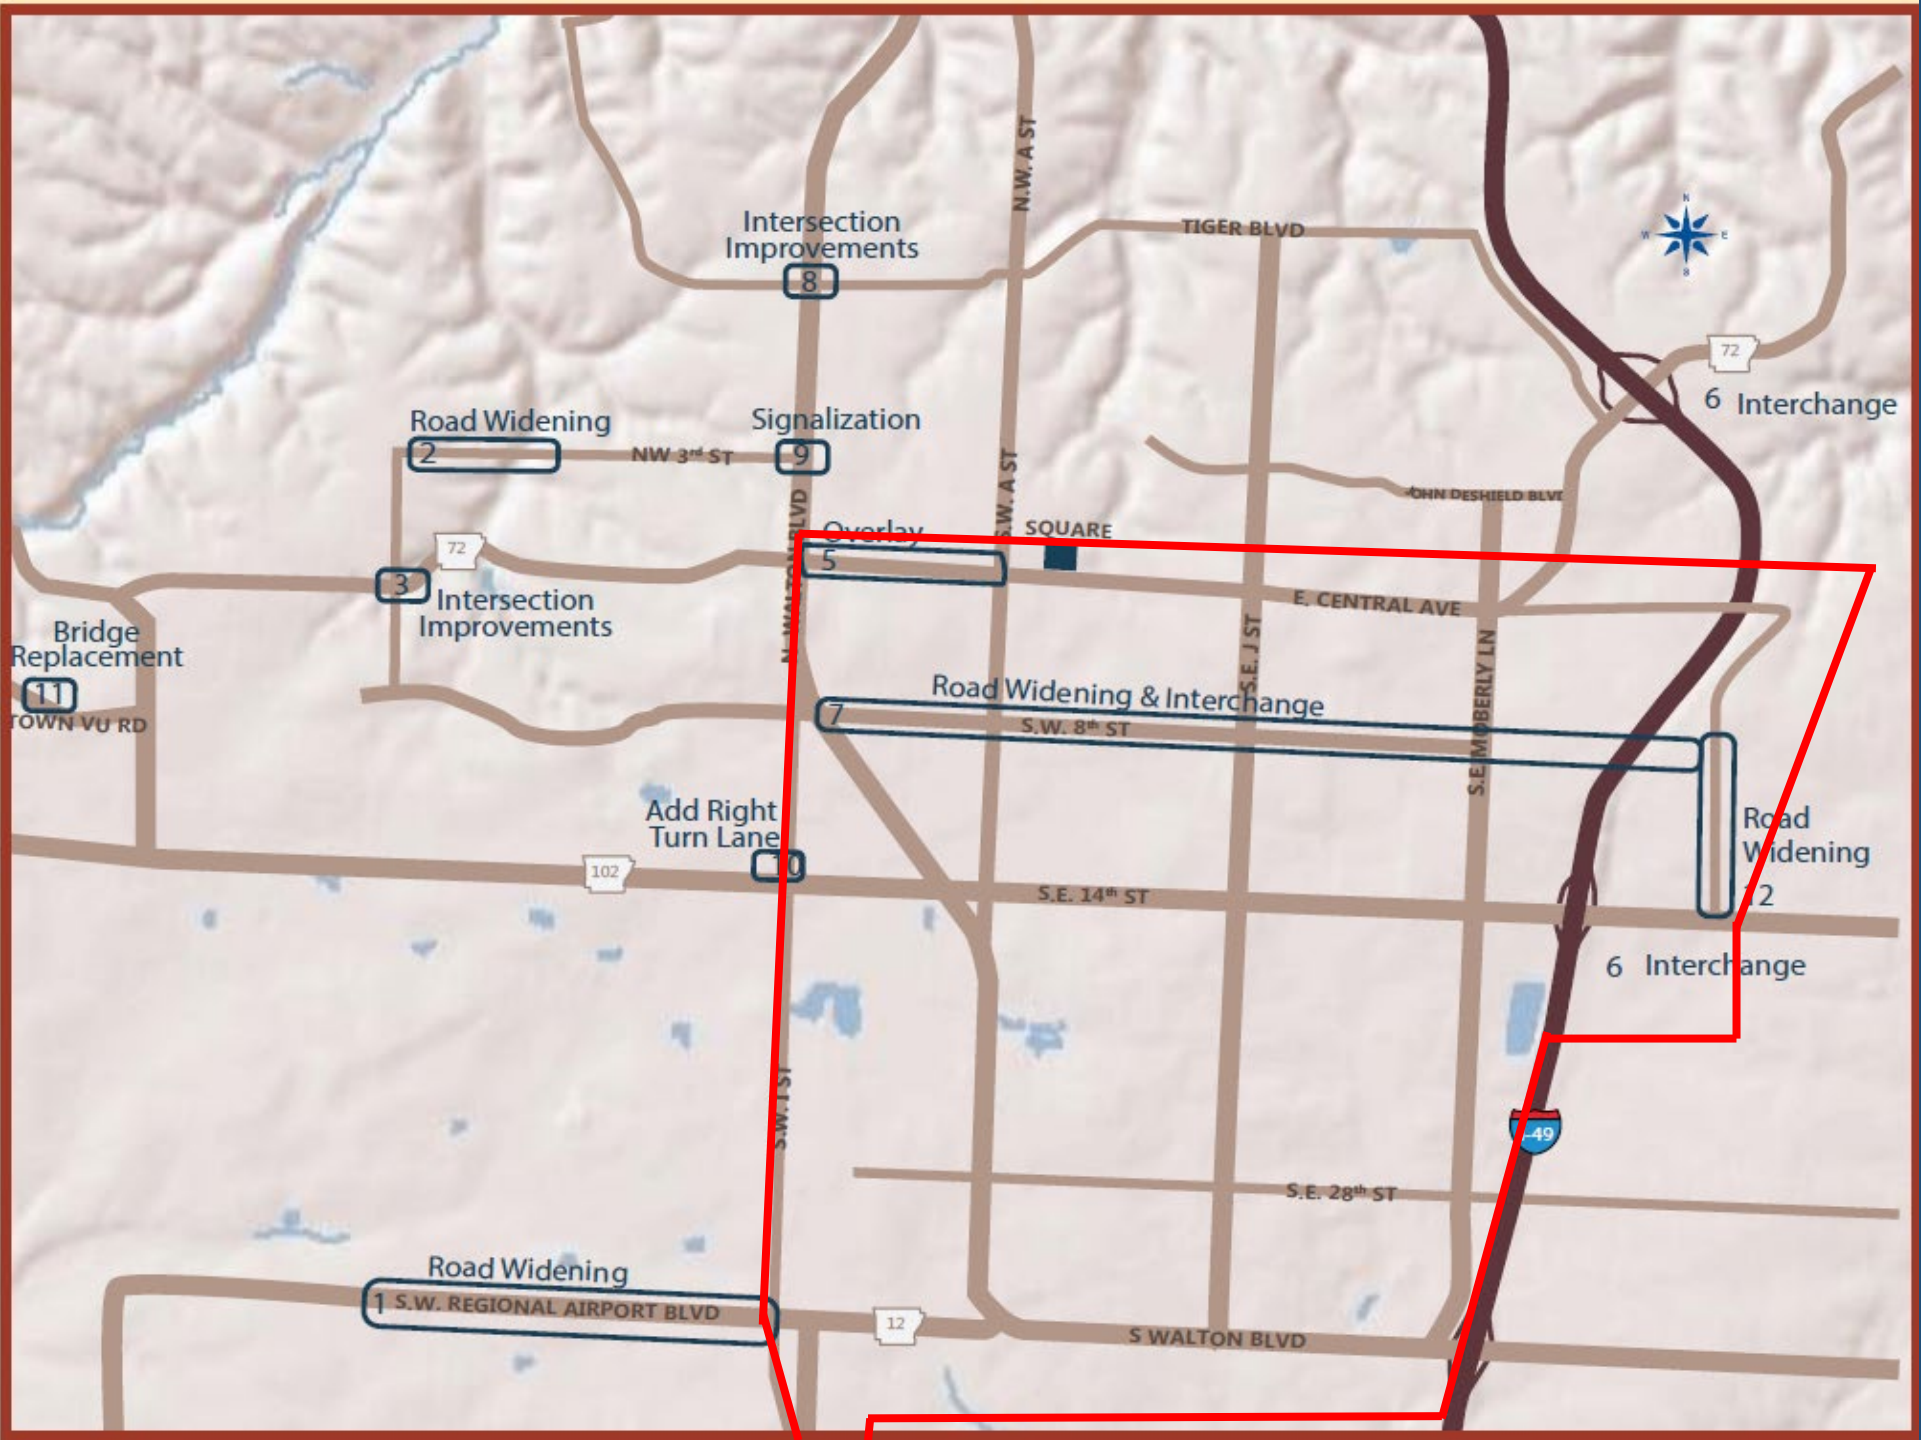 N.W. A ST
N
W
E
S
Intersection
Improvements
8
TIGER BLVD
72
6 Interchange
Road Widening
2
NW 3rd ST
Signalization
9
N. WALTON BLVD
S.W. A ST
JOHN DESHIELD BLVD
Overlay
5
SQUARE
72
3
Intersection
Improvements
E. CENTRAL AVE
S.E. J ST
S.E. MOBERLY LN
Bridge
Replacement
11
TOWN VU RD
Road Widening & Interchange
7
S.W. 8th ST
Add Right
Turn Lane
10
102
S.E. 14th ST
Road
Widening
12
6 Interchange
S.W. I ST
I-49
S.E. 28th ST
Road Widening
1 S.W. REGIONAL AIRPORT BLVD
12
S WALTON BLVD